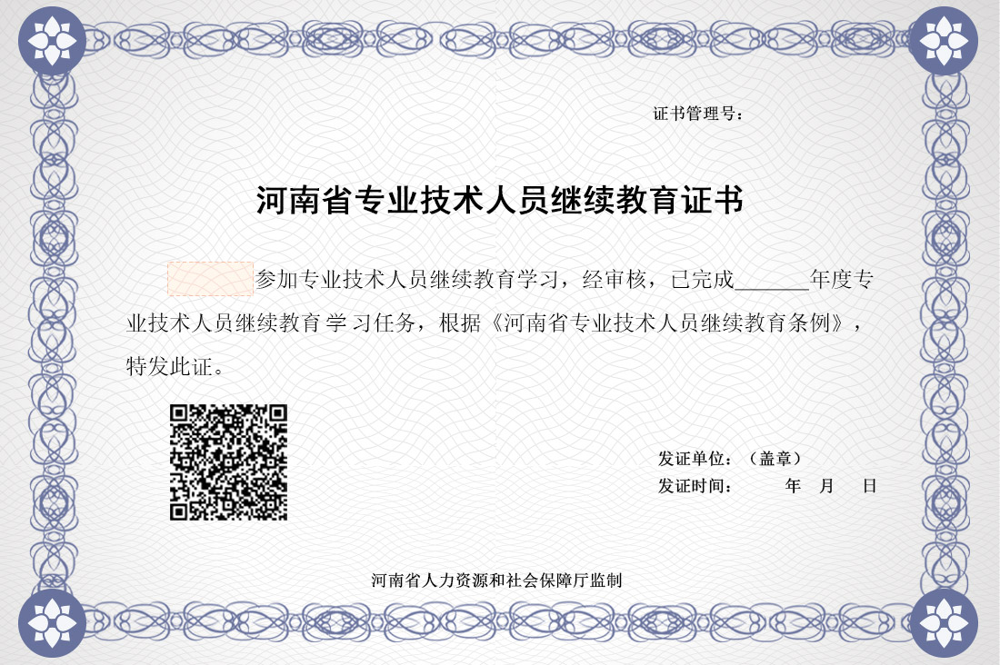 证书管理号：
河南省专业技术人员继续教育证书
参加专业技术人员继续教育学习，经审核，已完成_______年度专
业技术人员继续教育 学 习任务，根据《河南省专业技术人员继续教育条例》，
特发此证。
发证单位：（盖章）
发证时间： 年 月 日
河南省人力资源和社会保障厅监制